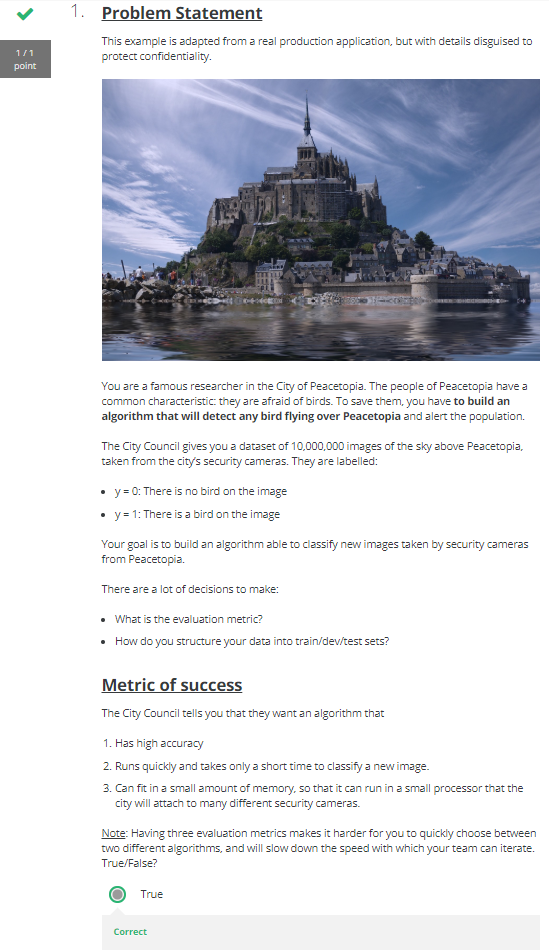 1. Problem Statement
1 / 1
point
This example is adapted from a real production application, but with details disguised to
protect confidentiality.
You are a famous researcher in the City of Peacetopia. The people of Peacetopia have a
common characteristic: they are afraid of birds. To save them, you have to build an
algorithm that will detect any bird flying over Peacetopia and alert the population.
The City Council gives you a dataset of 10,000,000 images of the sky above Peacetopia,
taken from the city's security cameras. They are labelled:
• y = 0: There is no bird on the image
• y = 1: There is a bird on the image
Your goal is to build an algorithm able to classify new images taken by security cameras
from Peacetopia.
There are a lot of decisions to make:
• What is the evaluation metric?
• How do you structure your data into train/dev/test sets?
Metric of success
The City Council tells you that they want an algorithm that
1. Has high accuracy
2. Runs quickly and takes only a short time to classify a new image.
3. Can fit in a small amount of memory, so that it can run in a small processor that the
city will attach to many different security cameras.
Note: Having three evaluation metrics makes it harder for you to quickly choose between
two different algorithms, and will slow down the speed with which your team can iterate.
True/False?
True
Correct